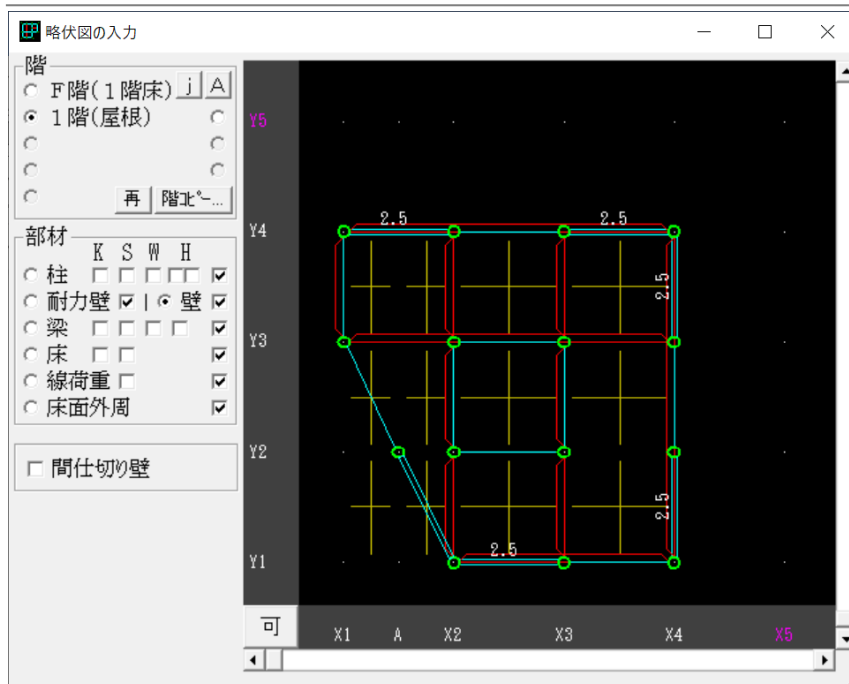 略伏図の入力
階
F階(1階床) j A
1階(屋根)
再 階ｺﾋﾟｰ...
部材
K S W H
柱
耐力壁 | 壁
梁
床
線荷重
床面外周
間仕切り壁
Y5
Y4
Y3
Y2
Y1
2.5 2.5
2.5
2.5
2.5
可
X1 A X2 X3 X4 X5